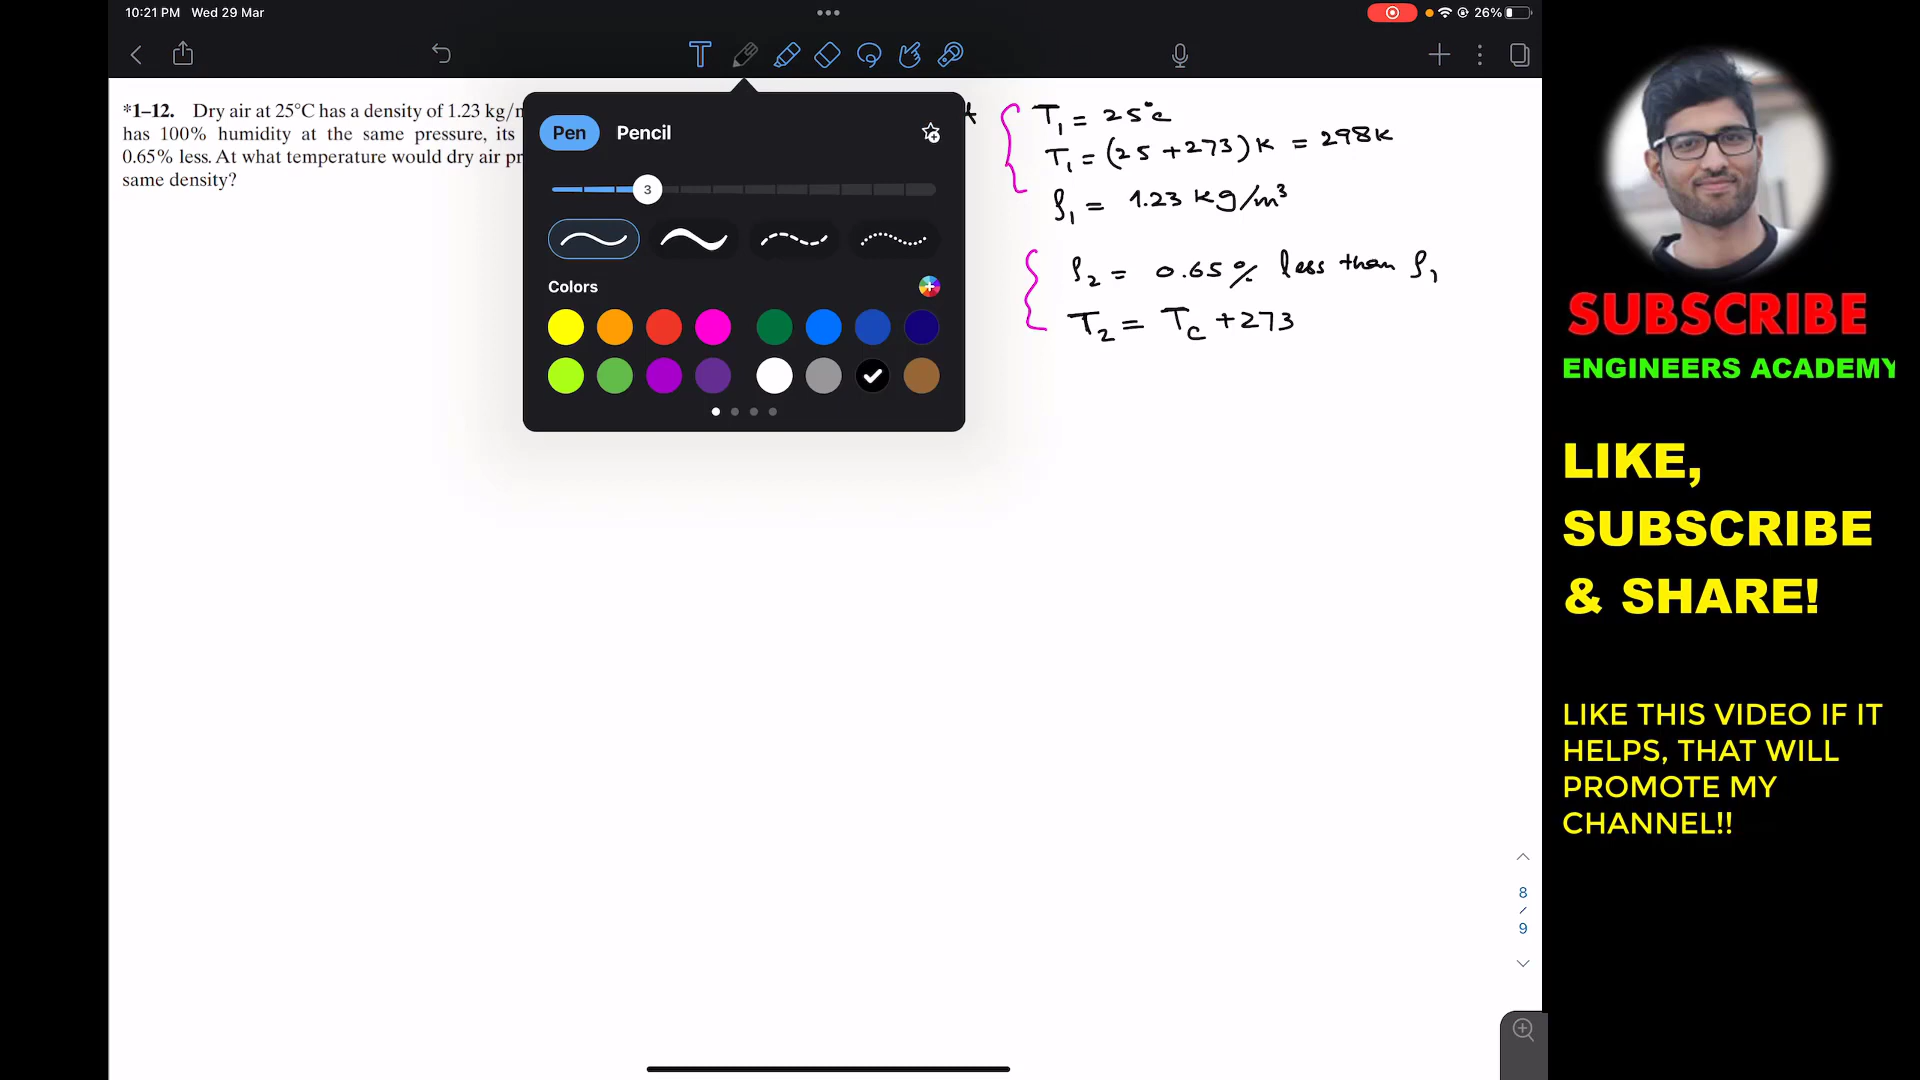 10:21 PM Wed 29 Mar
26%
*1–12. Dry air at 25°C has a density of 1.23 kg/
has 100% humidity at the same pressure, its
0.65% less. At what temperature would dry air pr
same density?
Pen Pencil
3
Colors
T1 = 25°C
T1 = (25 + 273) K = 298K
ρ1 = 1.23 kg/m³
ρ2 = 0.65% less than ρ1
T2 = Tc + 273
8
/
9
SUBSCRIBE
ENGINEERS ACADEMY
LIKE,
SUBSCRIBE
& SHARE!
LIKE THIS VIDEO IF IT
HELPS, THAT WILL
PROMOTE MY
CHANNEL!!